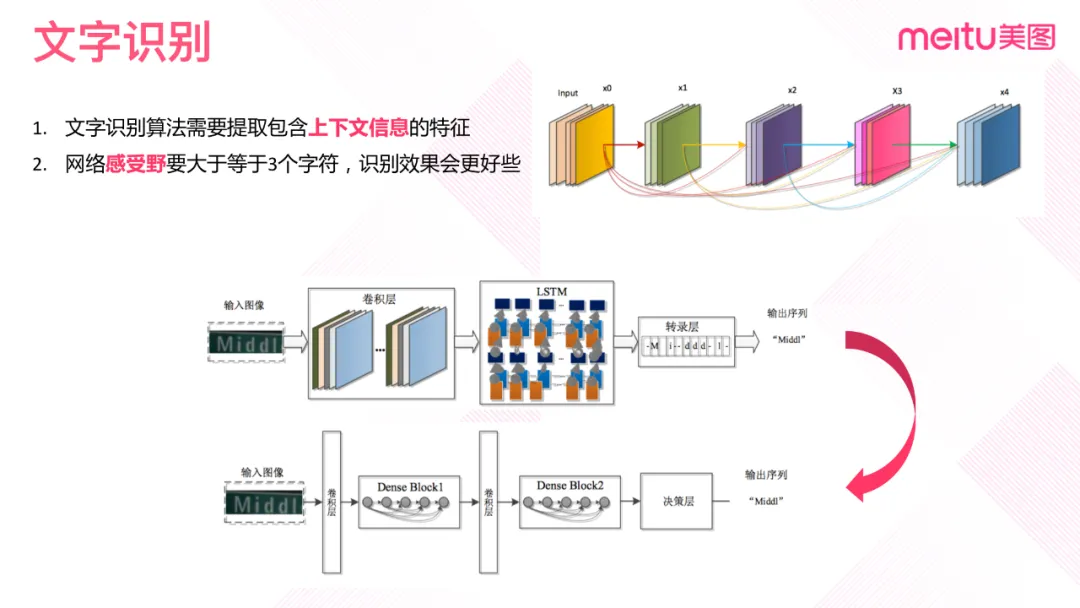 文字识别
meitu美图
1. 文字识别算法需要提取包含上下文信息的特征
2. 网络感受野要大于等于3个字符，识别效果会更好些
Input x0 x1 x2 X3 x4
输入图像
Middl
卷积层
...
LSTM
转录层
-M i--ddd-l-
输出序列
“Middl”
输入图像
Middl
卷积层
Dense Block1
卷积层
Dense Block2
决策层
输出序列
“Middl”